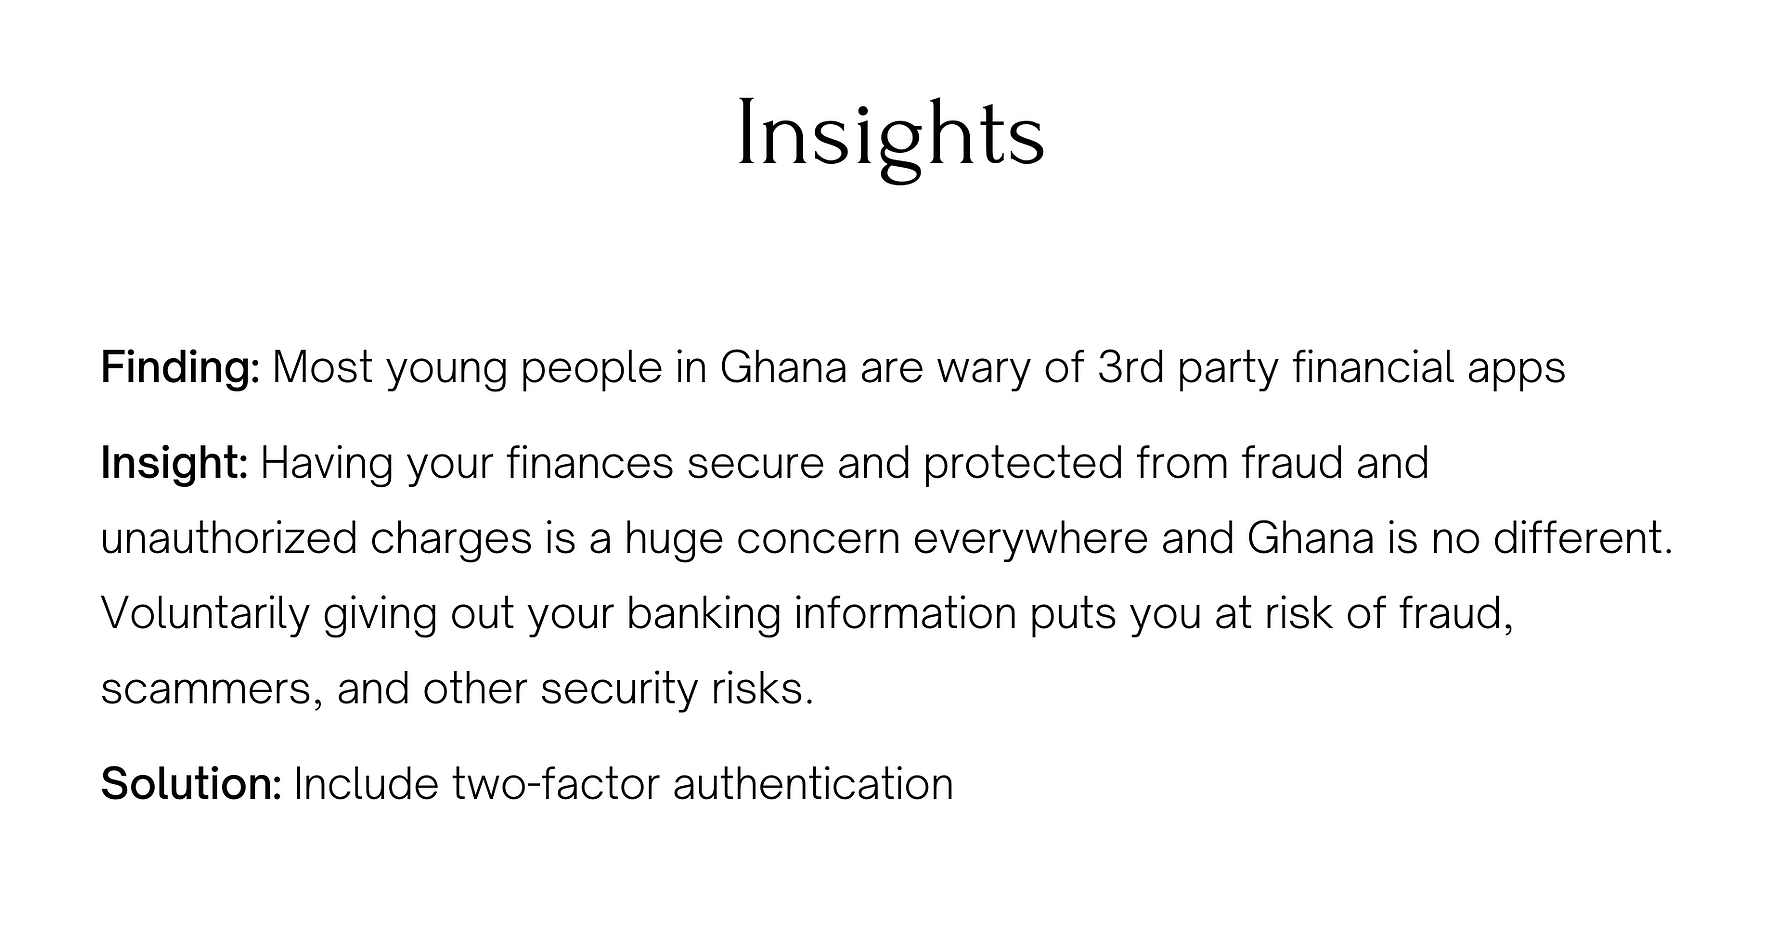 Insights
Finding: Most young people in Ghana are wary of 3rd party financial apps
Insight: Having your finances secure and protected from fraud and
unauthorized charges is a huge concern everywhere and Ghana is no different.
Voluntarily giving out your banking information puts you at risk of fraud,
scammers, and other security risks.
Solution: Include two-factor authentication